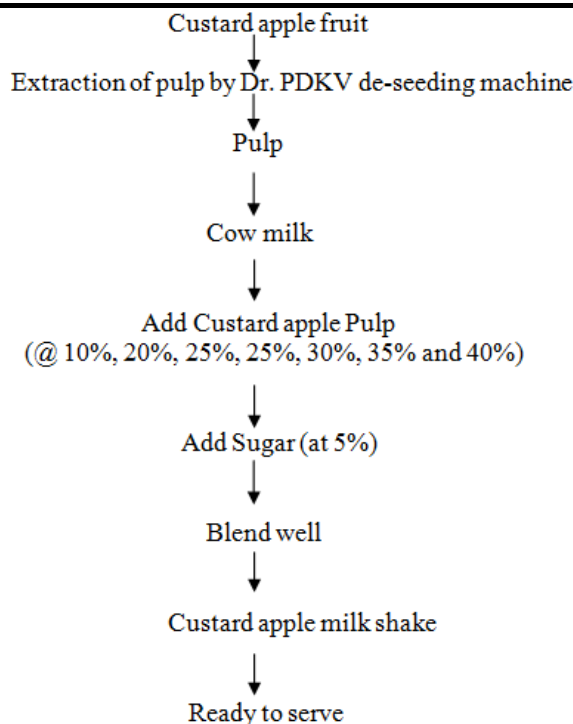 Custard apple fruit
Extraction of pulp by Dr. PDKV de-seeding machine
Pulp
Cow milk
Add Custard apple Pulp
(@ 10%, 20%, 25%, 25%, 30%, 35% and 40%)
Add Sugar (at 5%)
Blend well
Custard apple milk shake
Ready to serve